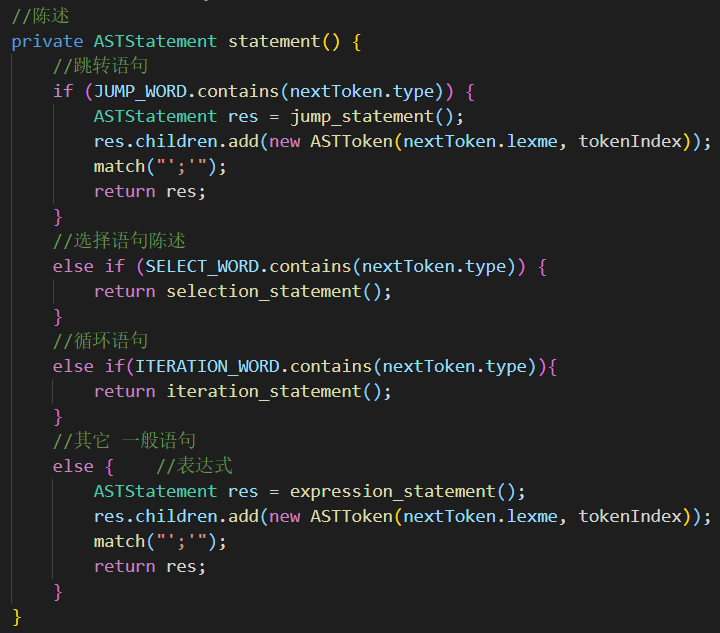 //陈述
private ASTStatement statement() {
    //跳转语句
    if (JUMP_WORD.contains(nextToken.type)) {
        ASTStatement res = jump_statement();
        res.children.add(new ASTToken(nextToken.lexme, tokenIndex));
        match("';'");
        return res;
    }
    //选择语句陈述
    else if (SELECT_WORD.contains(nextToken.type)) {
        return selection_statement();
    }
    //循环语句
    else if(ITERATION_WORD.contains(nextToken.type)){
        return iteration_statement();
    }
    //其它 一般语句
    else {    //表达式
        ASTStatement res = expression_statement();
        res.children.add(new ASTToken(nextToken.lexme, tokenIndex));
        match("';'");
        return res;
    }
}